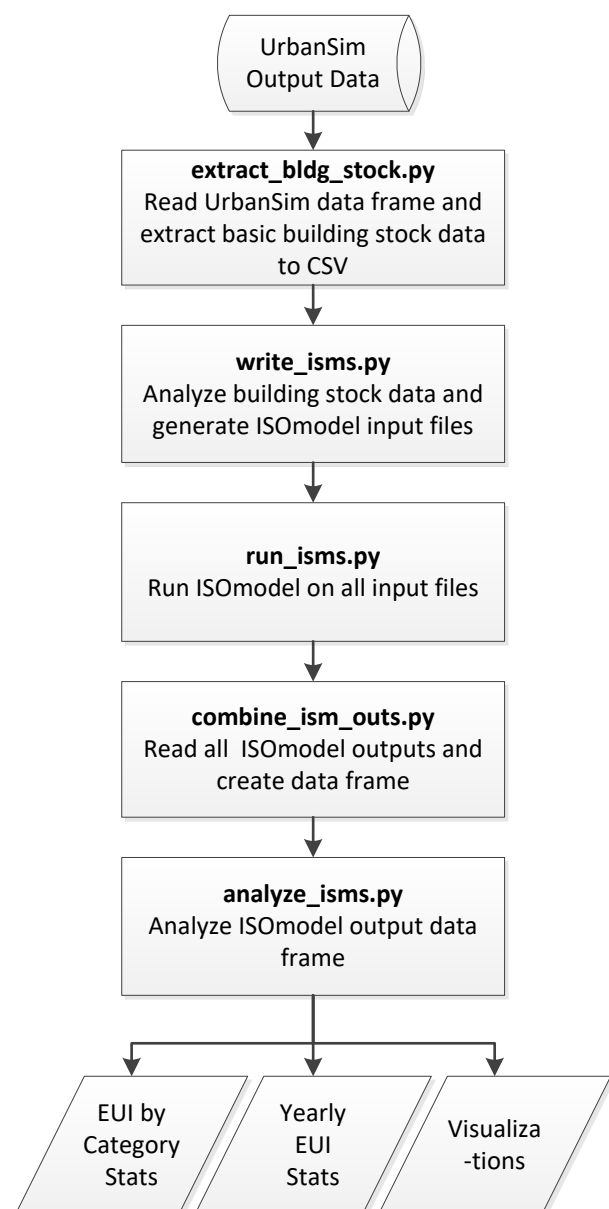 UrbanSim
Output Data
extract_bldg_stock.py
Read UrbanSim data frame and
extract basic building stock data
to CSV
write_isms.py
Analyze building stock data and
generate ISOmodel input files
run_isms.py
Run ISOmodel on all input files
combine_ism_outs.py
Read all  ISOmodel outputs and
create data frame
analyze_isms.py
Analyze ISOmodel output data
frame
EUI by
Category
Stats
Yearly
EUI
Stats
Visualiza
-tions